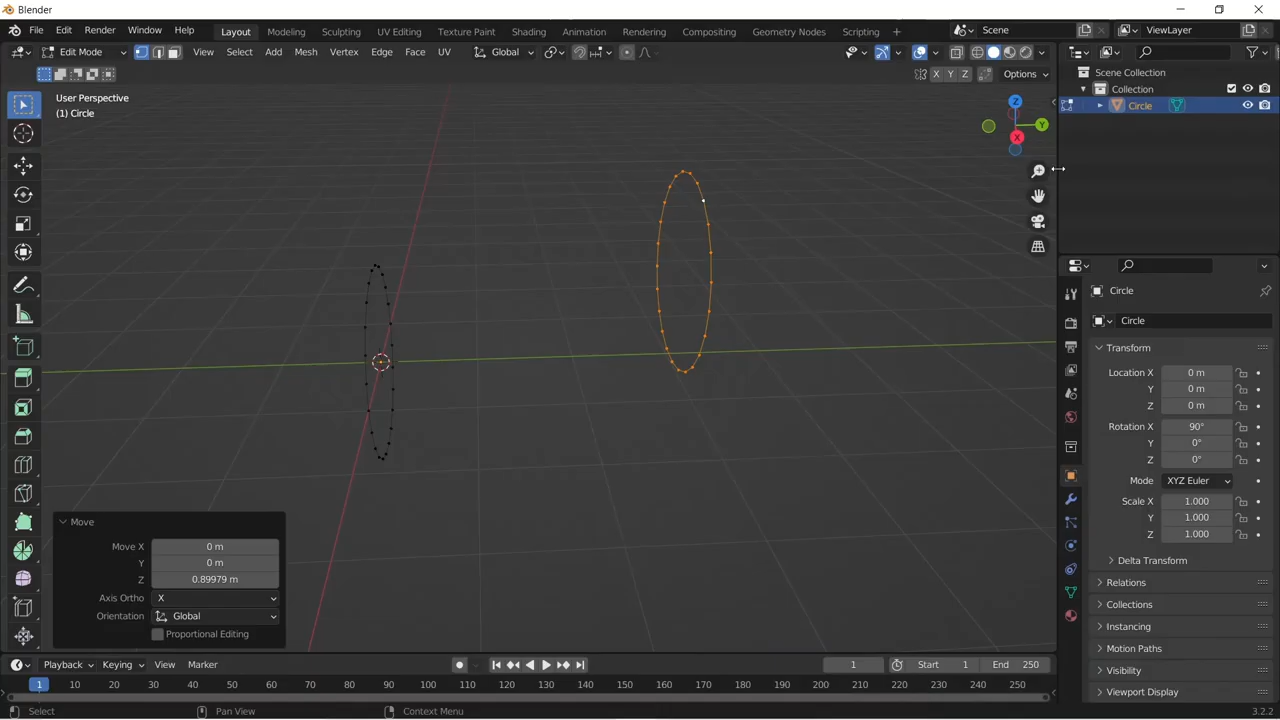 Blender
File Edit Render Window Help Layout Modeling Sculpting UV Editing Texture Paint Shading Animation Rendering Compositing Geometry Nodes Scripting + Scene ViewLayer
Edit Mode View Select Add Mesh Vertex Edge Face UV Global
X Y Z Options
User Perspective
(1) Circle
Z
Y
X
Scene Collection
Collection
Circle
Circle
Circle
Transform
Location X 0 m
Y 0 m
Z 0 m
Rotation X 90°
Y 0°
Z 0°
Mode XYZ Euler
Scale X 1.000
Y 1.000
Z 1.000
Delta Transform
Relations
Collections
Instancing
Motion Paths
Visibility
Viewport Display
Move
Move X 0 m
Y 0 m
Z 0.89979 m
Axis Ortho X
Orientation Global
Proportional Editing
Playback Keying View Marker 1 Start 1 End 250
1 10 20 30 40 50 60 70 80 90 100 110 120 130 140 150 160 170 180 190 200 210 220 230 240 250
Select Pan View Context Menu 3.2.2